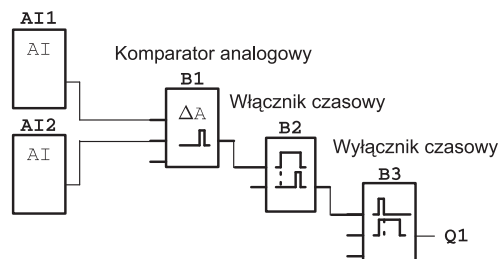 AI1
AI
Komparator analogowy
B1
ΔA
AI2
AI
Włącznik czasowy
B2
Wyłącznik czasowy
B3
Q1